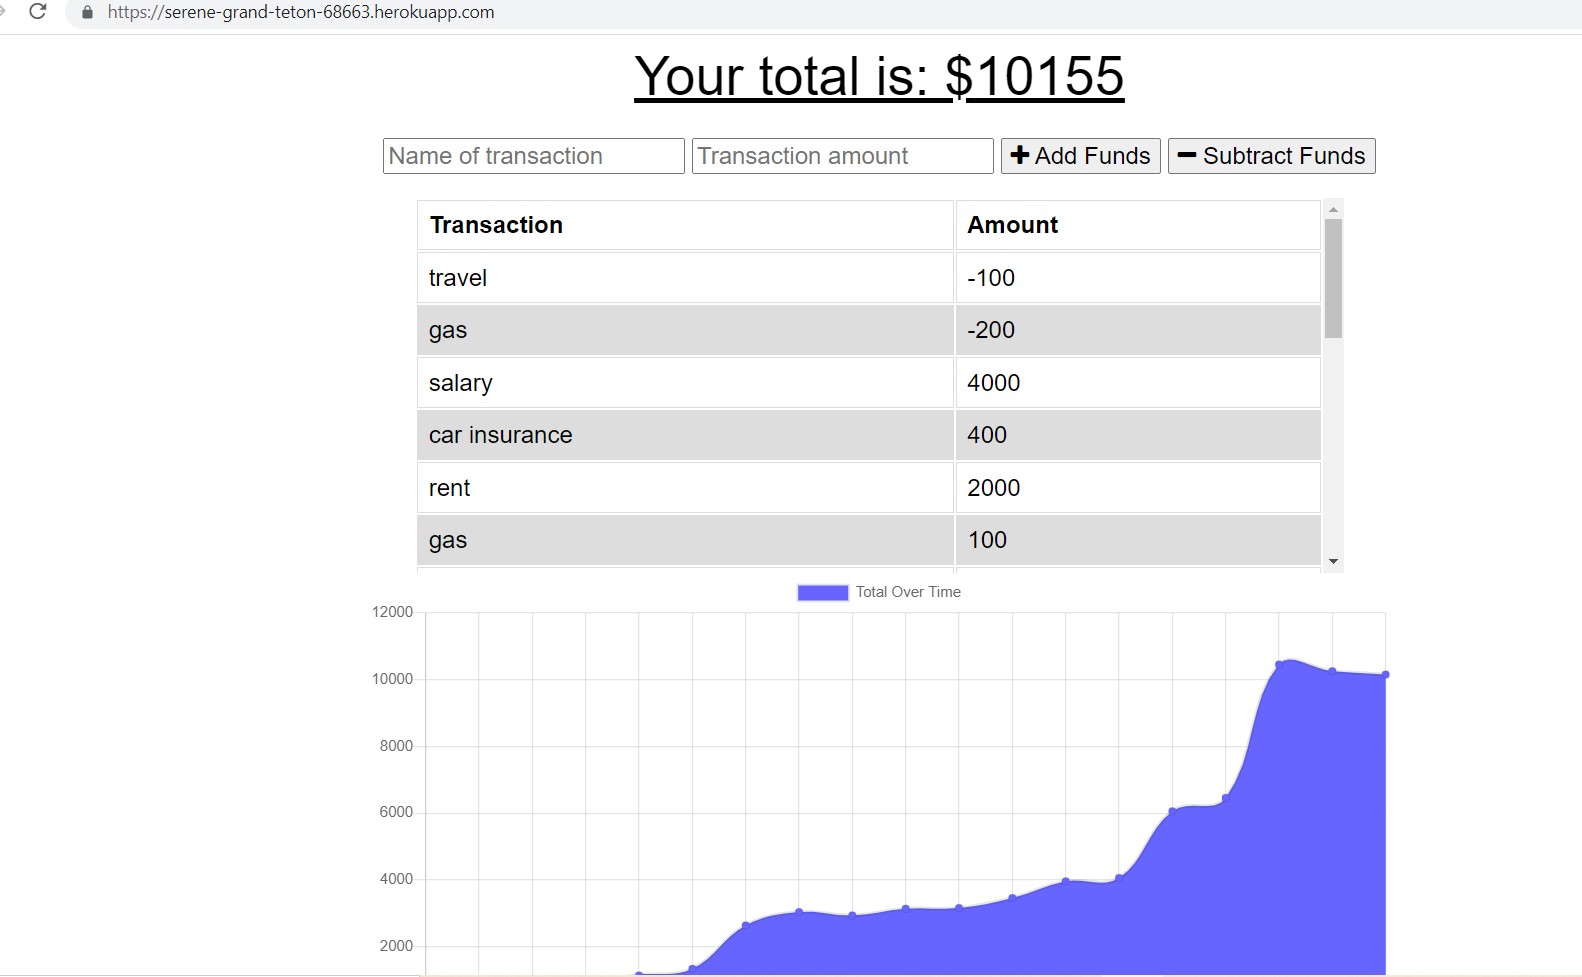 https://serene-grand-teton-68663.herokuapp.com
Your total is: $10155
Name of transaction Transaction amount Add Funds Subtract Funds
Transaction Amount
travel -100
gas -200
salary 4000
car insurance 400
rent 2000
gas 100
Total Over Time
12000
10000
8000
6000
4000
2000